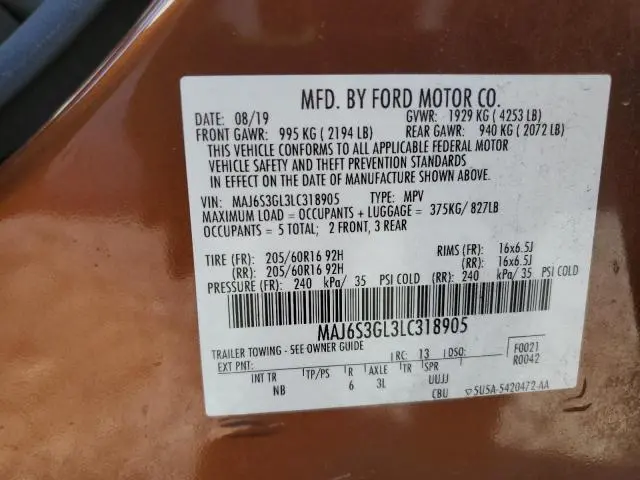 MFD. BY FORD MOTOR CO.
DATE: 08/19 GVWR: 1929 KG ( 4253 LB)
FRONT GAWR: 995 KG ( 2194 LB) REAR GAWR: 940 KG ( 2072 LB)
THIS VEHICLE CONFORMS TO ALL APPLICABLE FEDERAL MOTOR
VEHICLE SAFETY AND THEFT PREVENTION STANDARDS
IN EFFECT ON THE DATE OF MANUFACTURE SHOWN ABOVE.
VIN: MAJ6S3GL3LC318905 TYPE: MPV
MAXIMUM LOAD = OCCUPANTS + LUGGAGE = 375KG/ 827LB
OCCUPANTS = 5 TOTAL; 2 FRONT, 3 REAR
TIRE (FR): 205/60R16 92H RIMS (FR): 16x6.5J
(RR): 205/60R16 92H (RR): 16x6.5J
PRESSURE (FR): 240 kPa/ 35 PSI COLD (RR): 240 kPa/ 35 PSI COLD
MAJ6S3GL3LC318905
TRAILER TOWING - SEE OWNER GUIDE
EXT PNT: RC: 13 DSO: F0021
R0042
INT TR TP/PS R AXLE TR SPR
NB 6 3L UUJJ
CBU 5U5A-5420472-AA